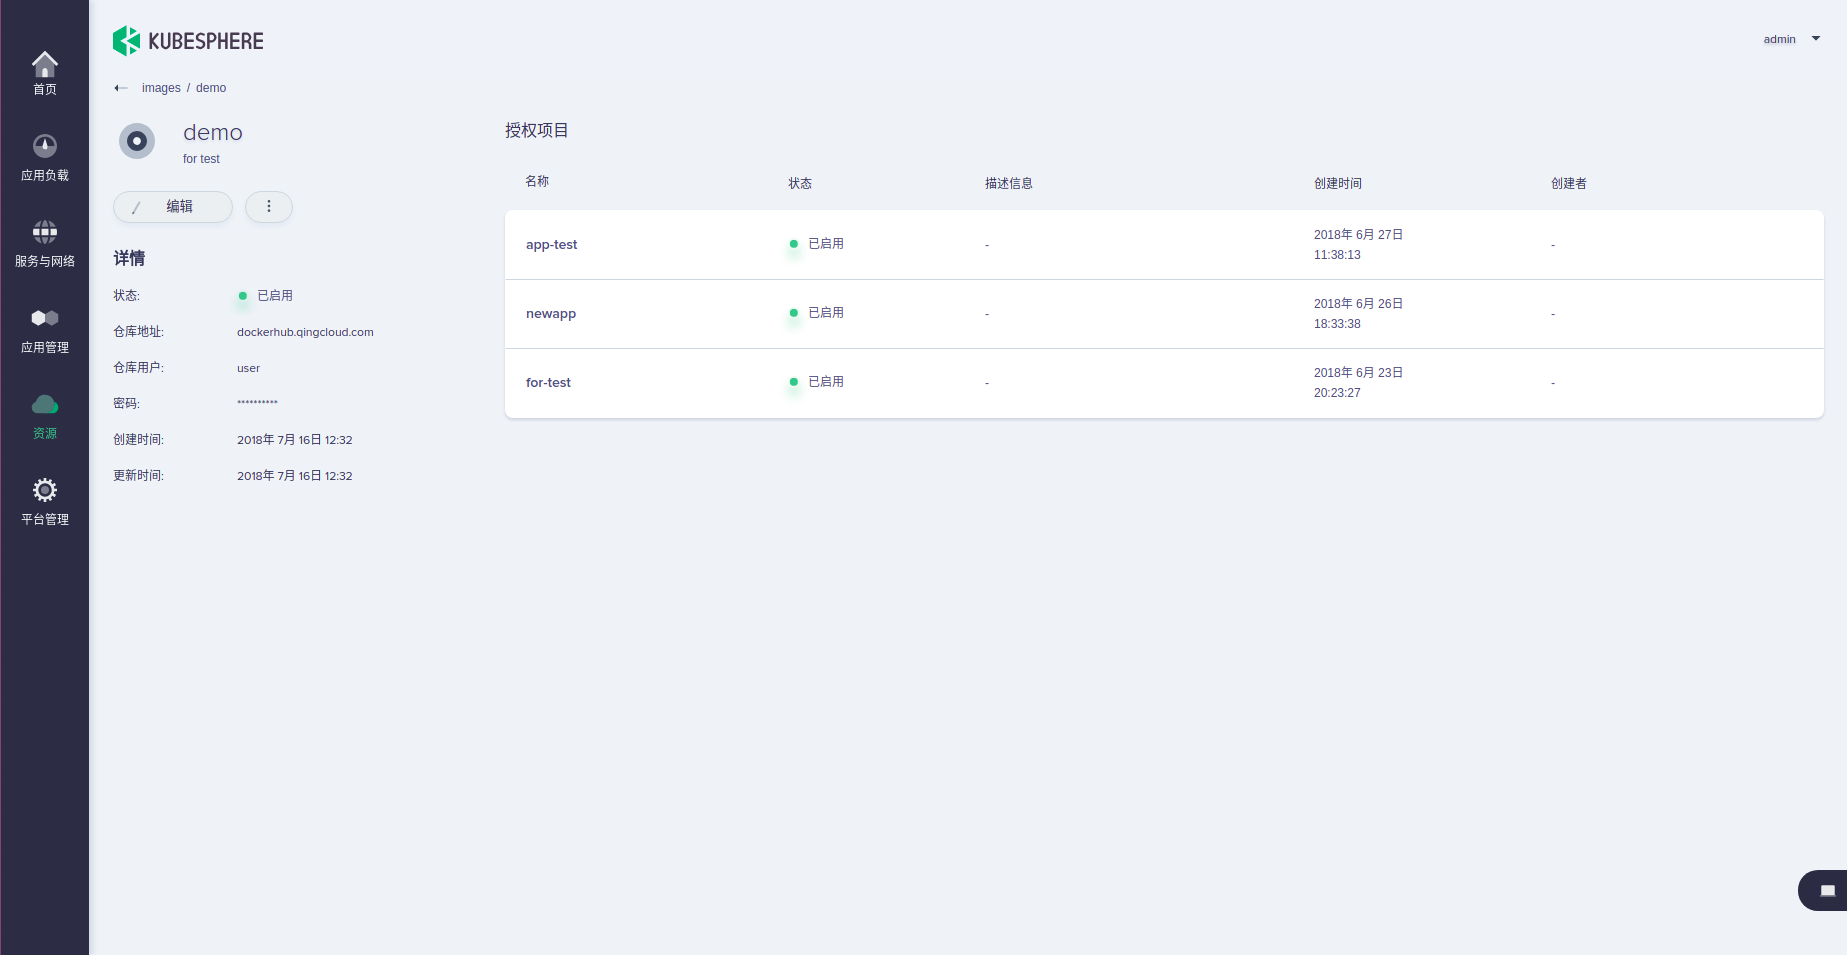 首页
应用负载
服务与网络
应用管理
资源
平台管理
KUBESPHERE
admin
images / demo
demo
for test
编辑
详情
状态: 已启用
仓库地址: dockerhub.qingcloud.com
仓库用户: user
密码: **********
创建时间: 2018年 7月 16日 12:32
更新时间: 2018年 7月 16日 12:32
授权项目
名称 状态 描述信息 创建时间 创建者
app-test 已启用 - 2018年 6月 27日 -
11:38:13
newapp 已启用 - 2018年 6月 26日 -
18:33:38
for-test 已启用 - 2018年 6月 23日 -
20:23:27